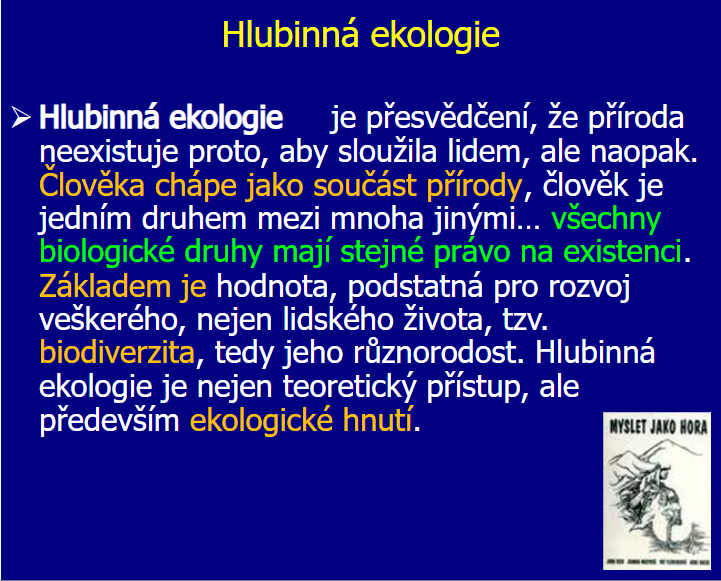 Hlubinná ekologie
➢ Hlubinná ekologie je přesvědčení, že příroda
neexistuje proto, aby sloužila lidem, ale naopak.
Člověka chápe jako součást přírody, člověk je
jedním druhem mezi mnoha jinými… všechny
biologické druhy mají stejné právo na existenci.
Základem je hodnota, podstatná pro rozvoj
veškerého, nejen lidského života, tzv.
biodiverzita, tedy jeho různorodost. Hlubinná
ekologie je nejen teoretický přístup, ale
především ekologické hnutí.
MYSLET JAKO HORA